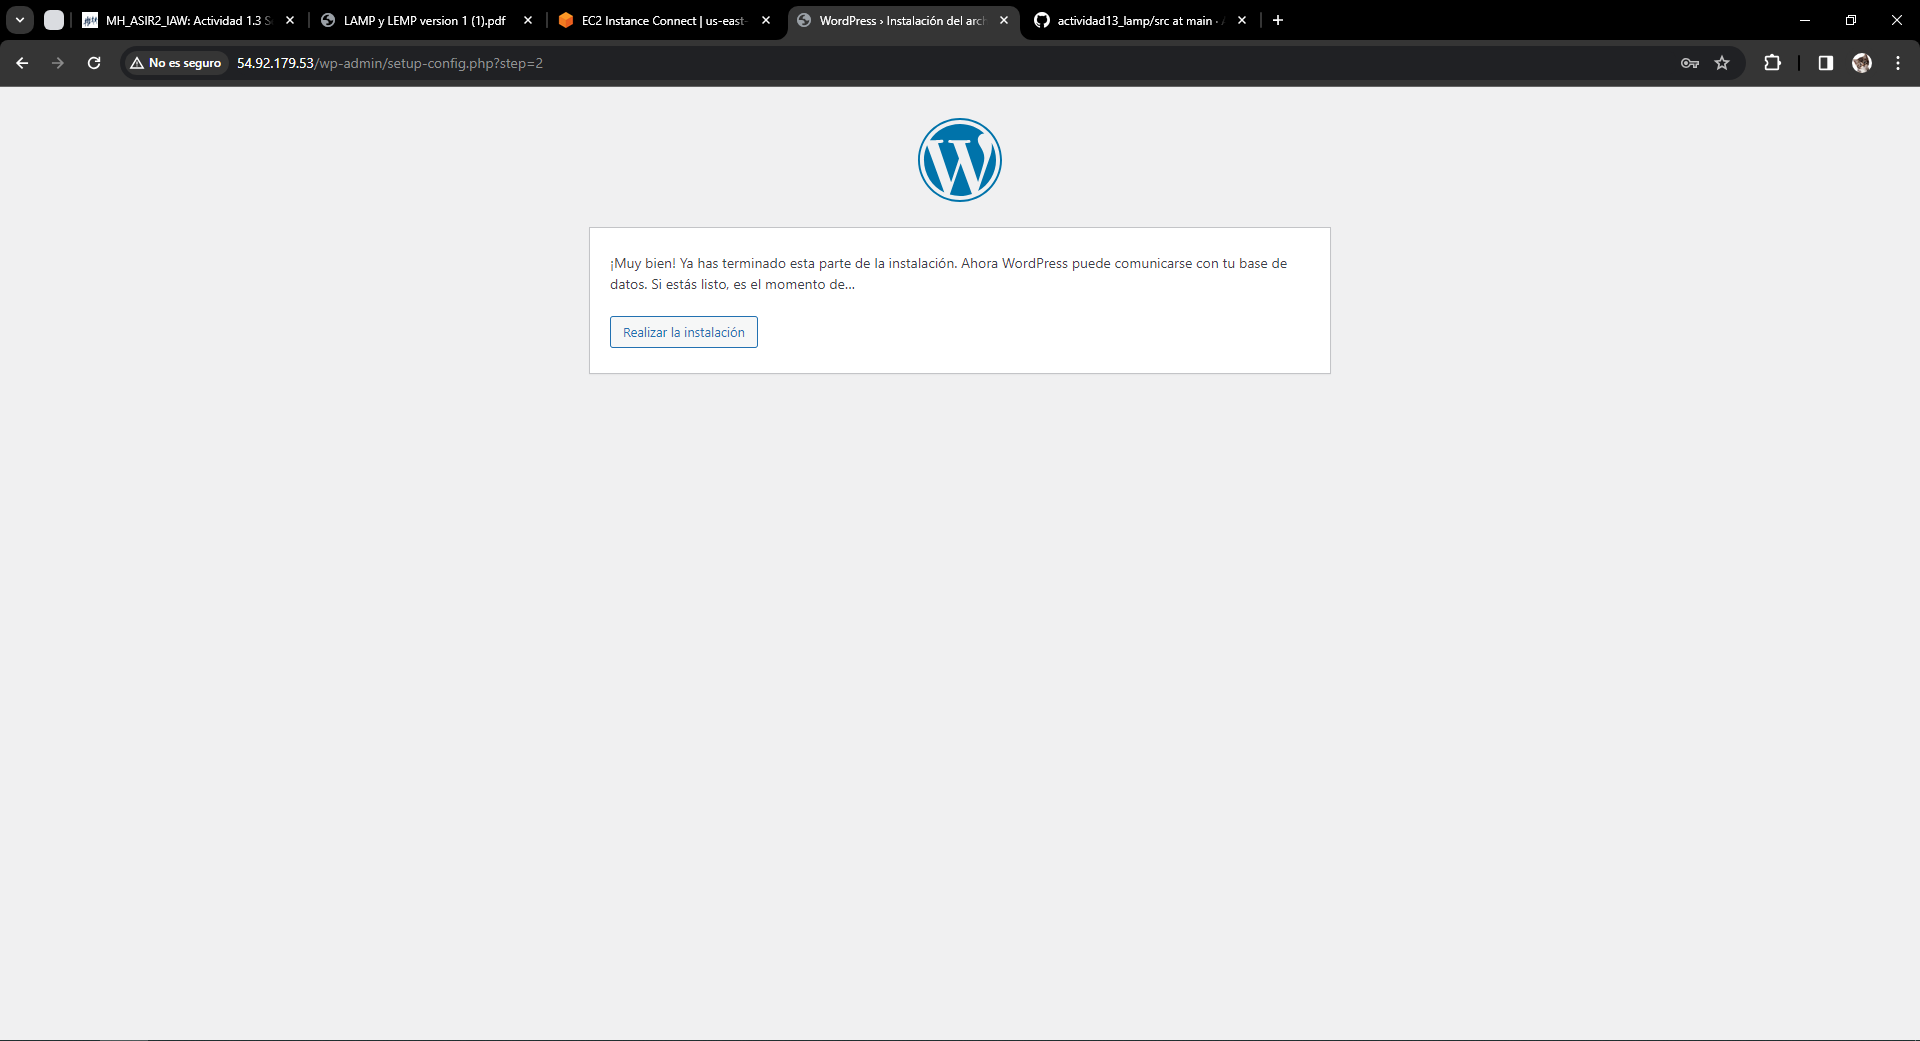 MH_ASIR2_IAW: Actividad 1.3 S
LAMP y LEMP version 1 (1).pdf
EC2 Instance Connect | us-east-
WordPress › Instalación del arc
actividad13_lamp/src at main ·
No es seguro
54.92.179.53/wp-admin/setup-config.php?step=2
¡Muy bien! Ya has terminado esta parte de la instalación. Ahora WordPress puede comunicarse con tu base de
datos. Si estás listo, es el momento de...
Realizar la instalación